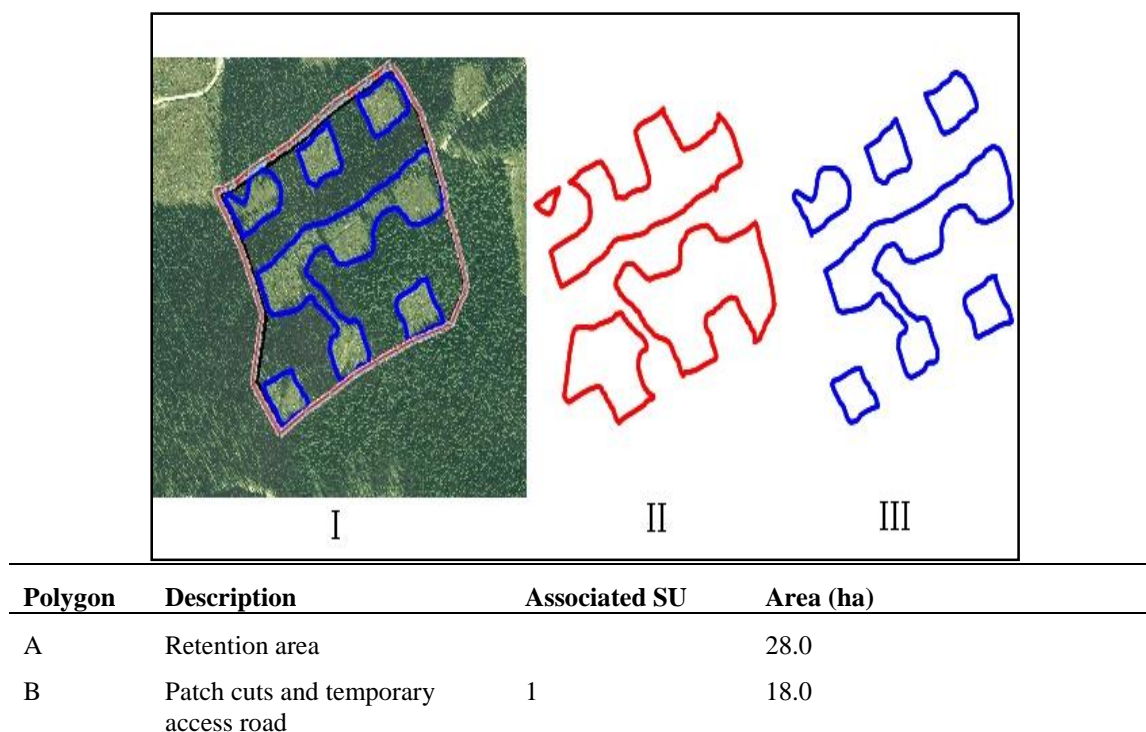 I II III
Polygon Description Associated SU Area (ha)
A Retention area 28.0
B Patch cuts and temporary 1 18.0
access road